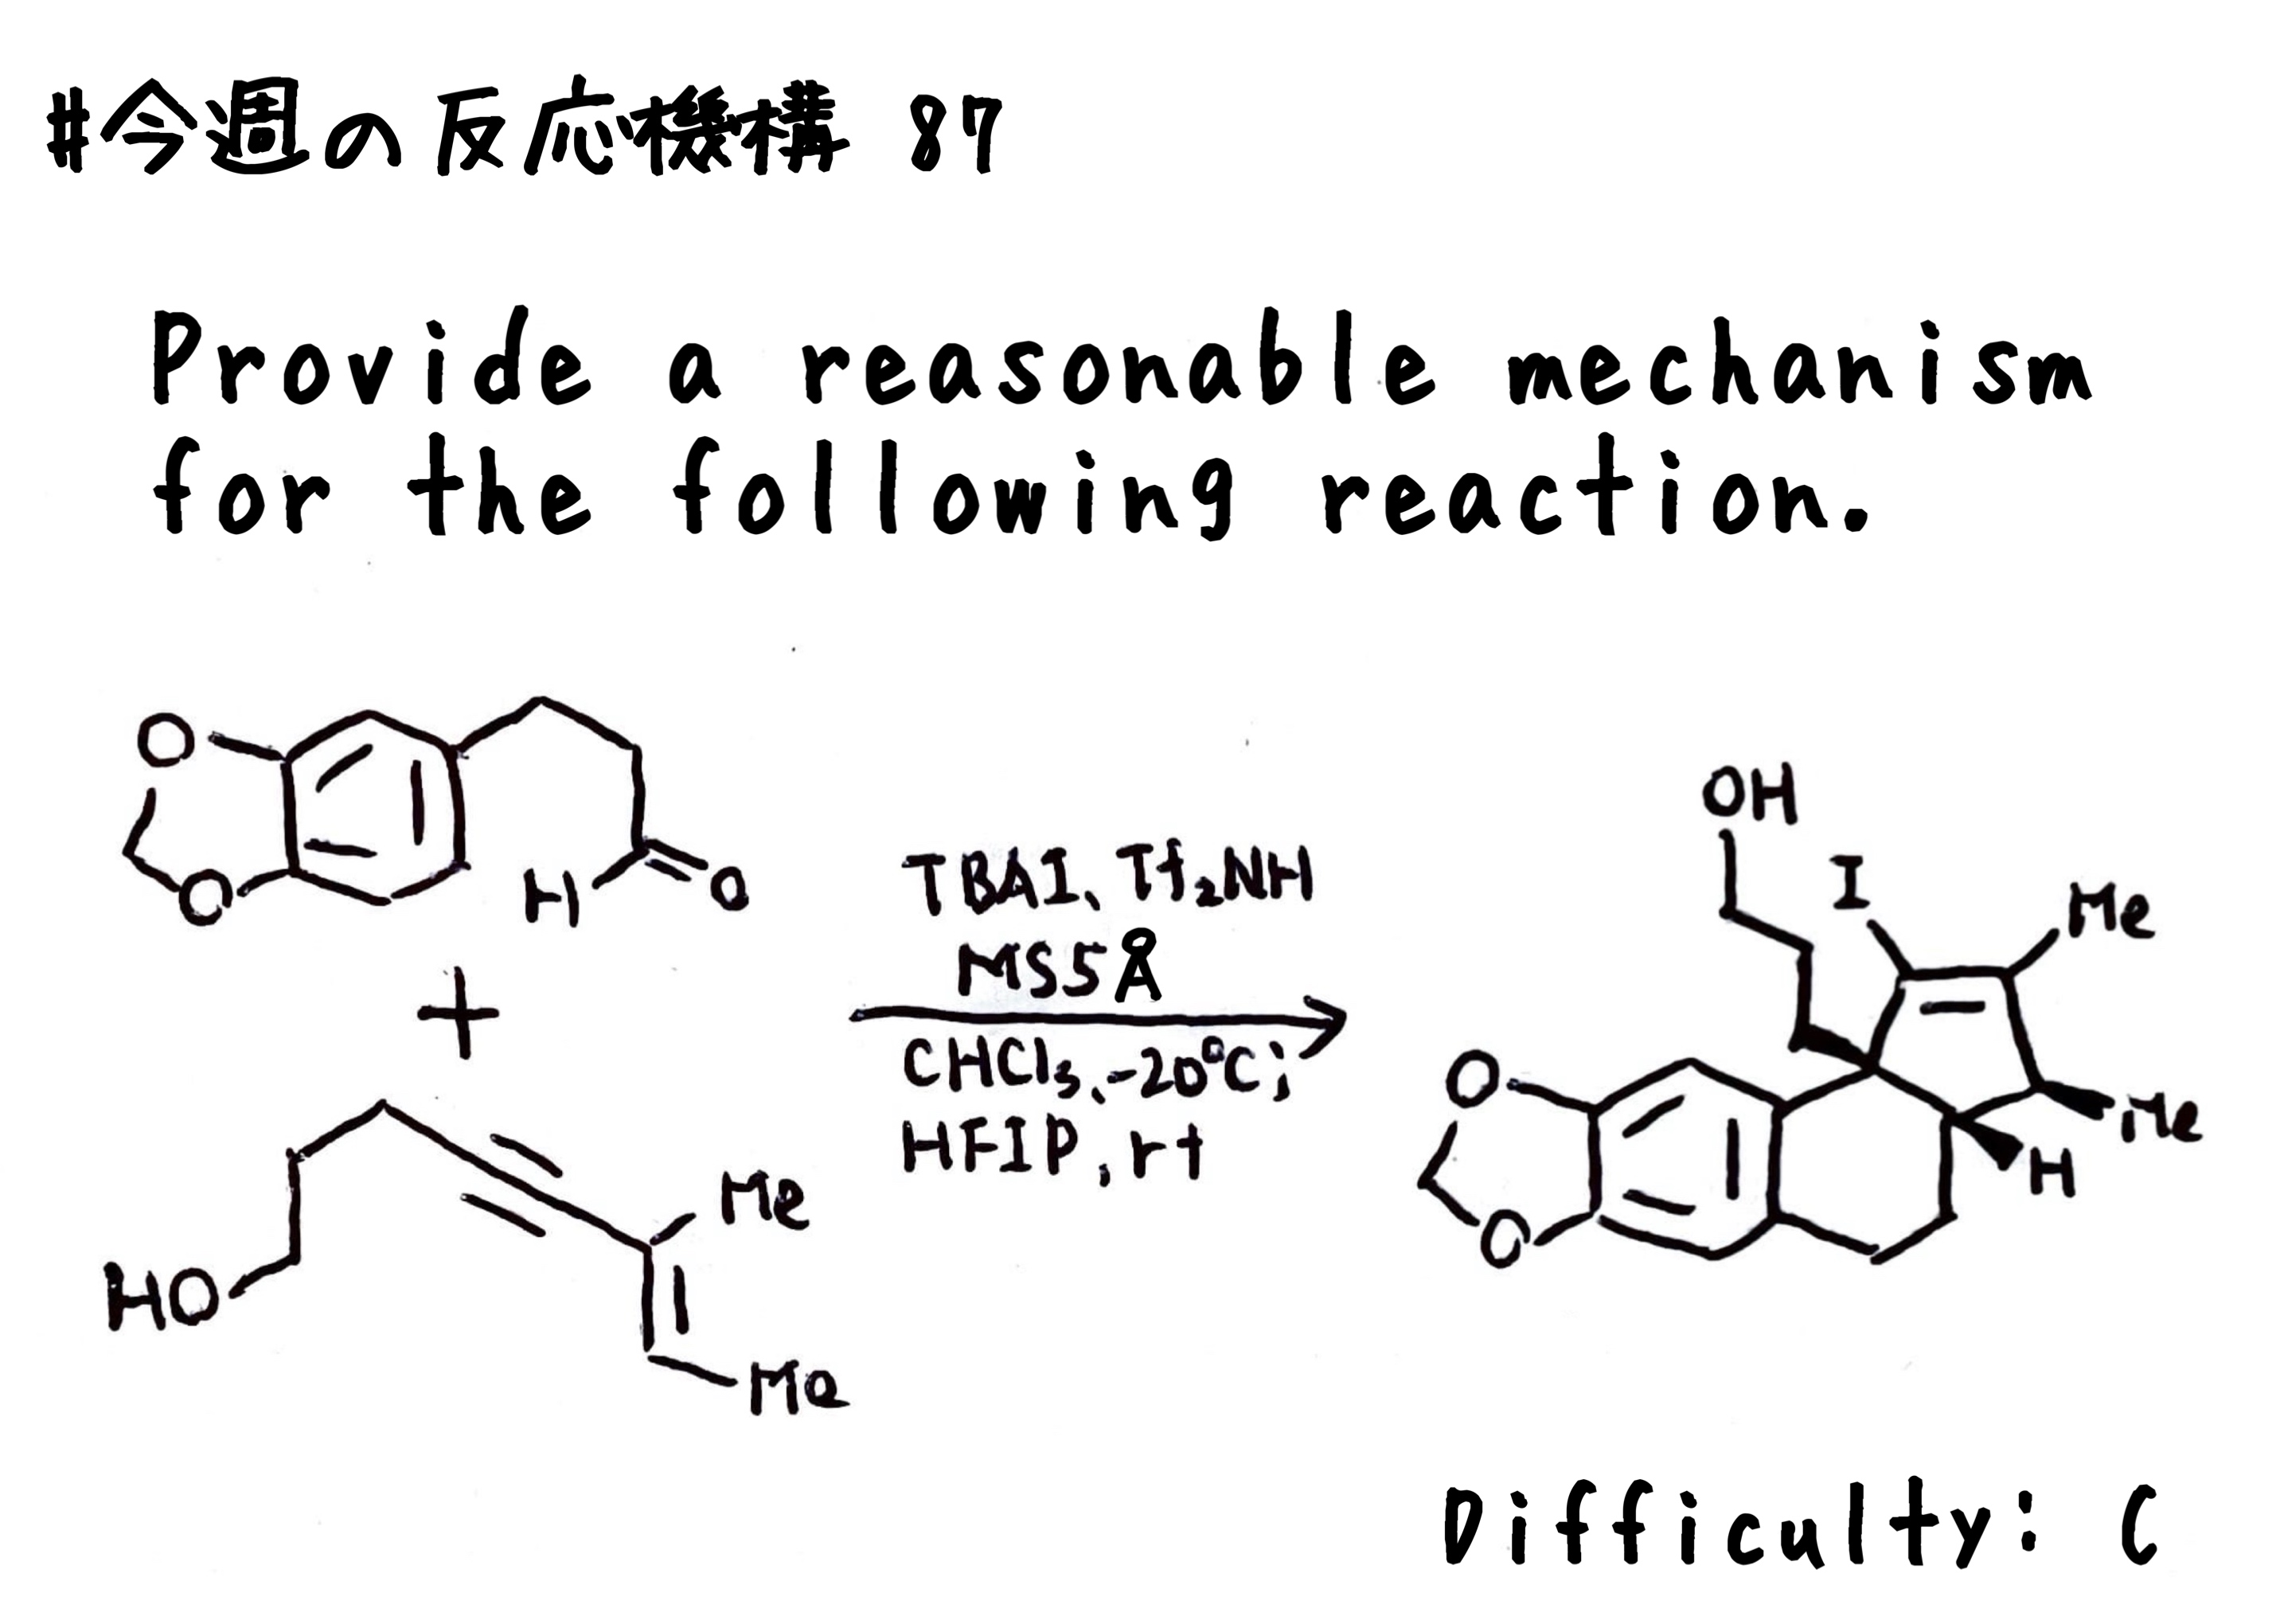 #今週の反応機構 87
Provide a reasonable mechanism
for the following reaction.
O
O
H
O
+
HO
Me
Me
TBAI、Tf₂NH
MS5Å
CHCl₃、-20°C;
HFIP, rt
OH
I
Me
Me
H
O
O
Difficulty: C